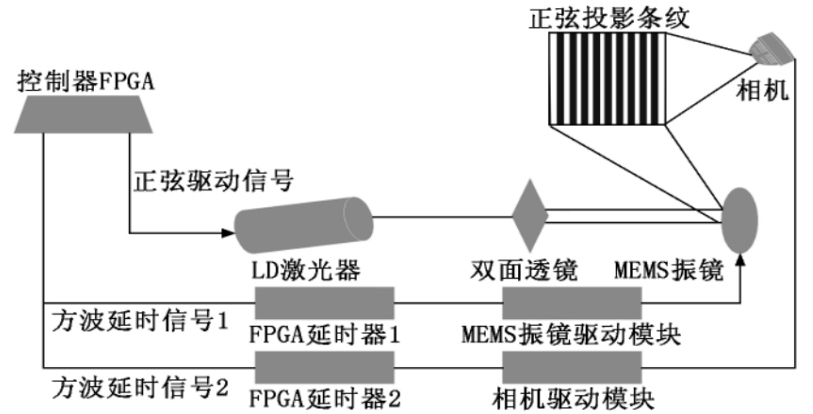 正弦投影条纹
控制器FPGA
相机
正弦驱动信号
LD激光器
双面透镜
MEMS振镜
方波延时信号1
FPGA延时器1
MEMS振镜驱动模块
方波延时信号2
FPGA延时器2
相机驱动模块